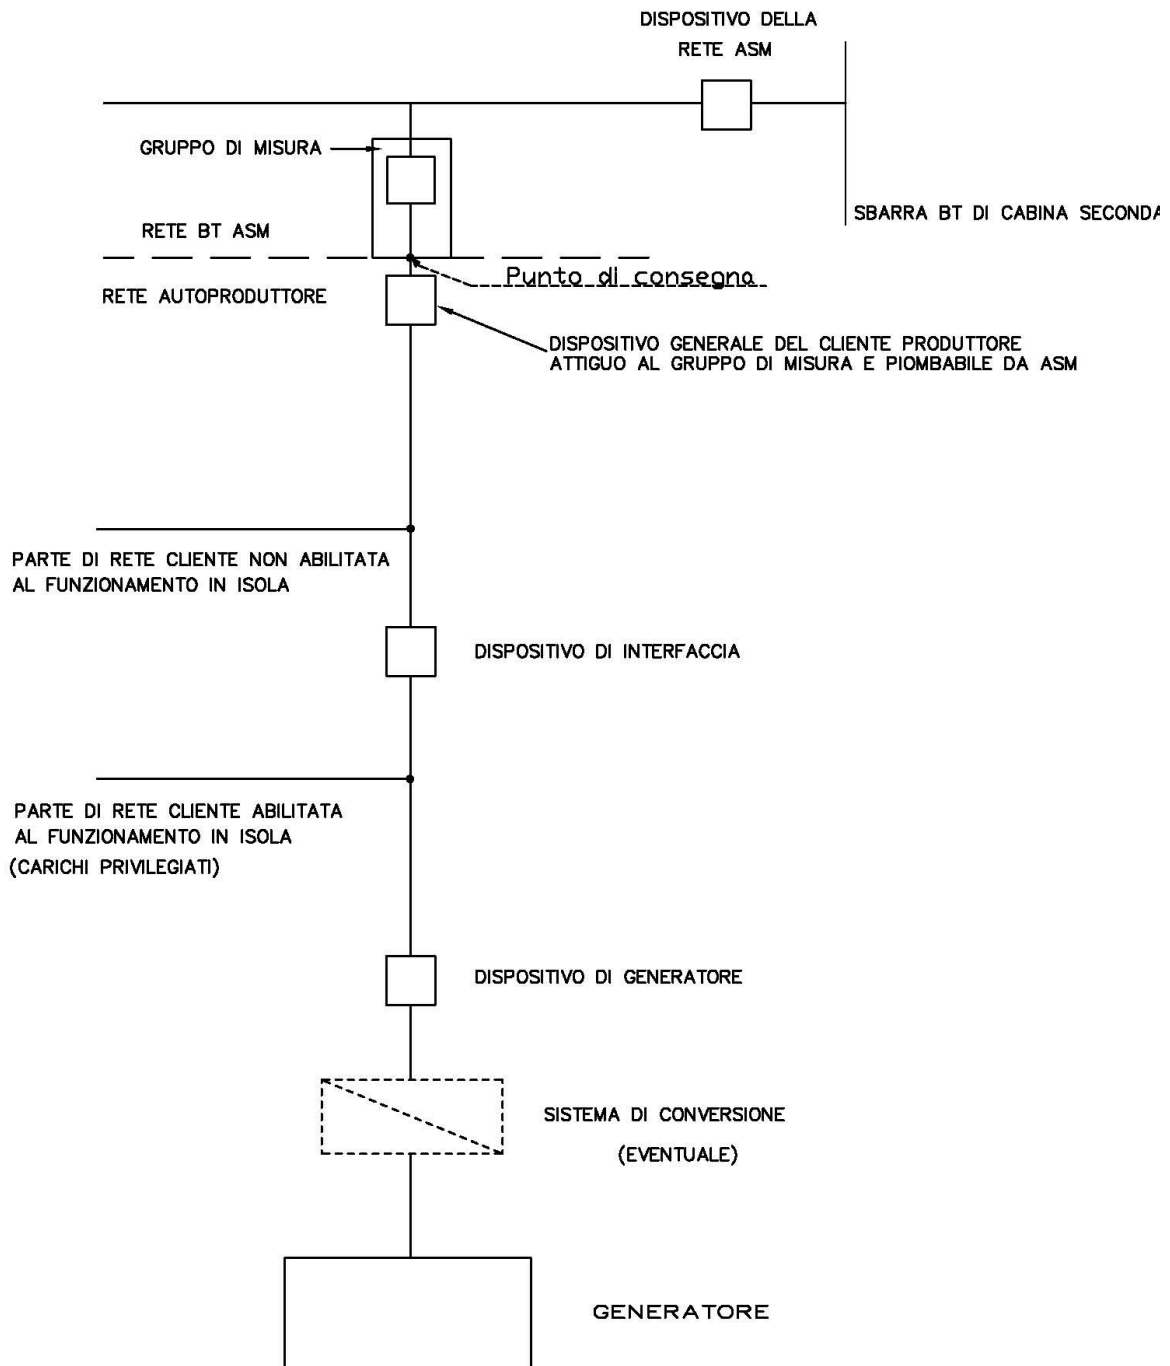 DISPOSITIVO DELLA
RETE ASM
GRUPPO DI MISURA
SBARRA BT DI CABINA SECONDA
RETE BT ASM
Punto di consegna
RETE AUTOPRODUTTORE
DISPOSITIVO GENERALE DEL CLIENTE PRODUTTORE
ATTIGUO AL GRUPPO DI MISURA E PIOMBABILE DA ASM
PARTE DI RETE CLIENTE NON ABILITATA
AL FUNZIONAMENTO IN ISOLA
DISPOSITIVO DI INTERFACCIA
PARTE DI RETE CLIENTE ABILITATA
AL FUNZIONAMENTO IN ISOLA
(CARICHI PRIVILEGIATI)
DISPOSITIVO DI GENERATORE
SISTEMA DI CONVERSIONE
(EVENTUALE)
GENERATORE